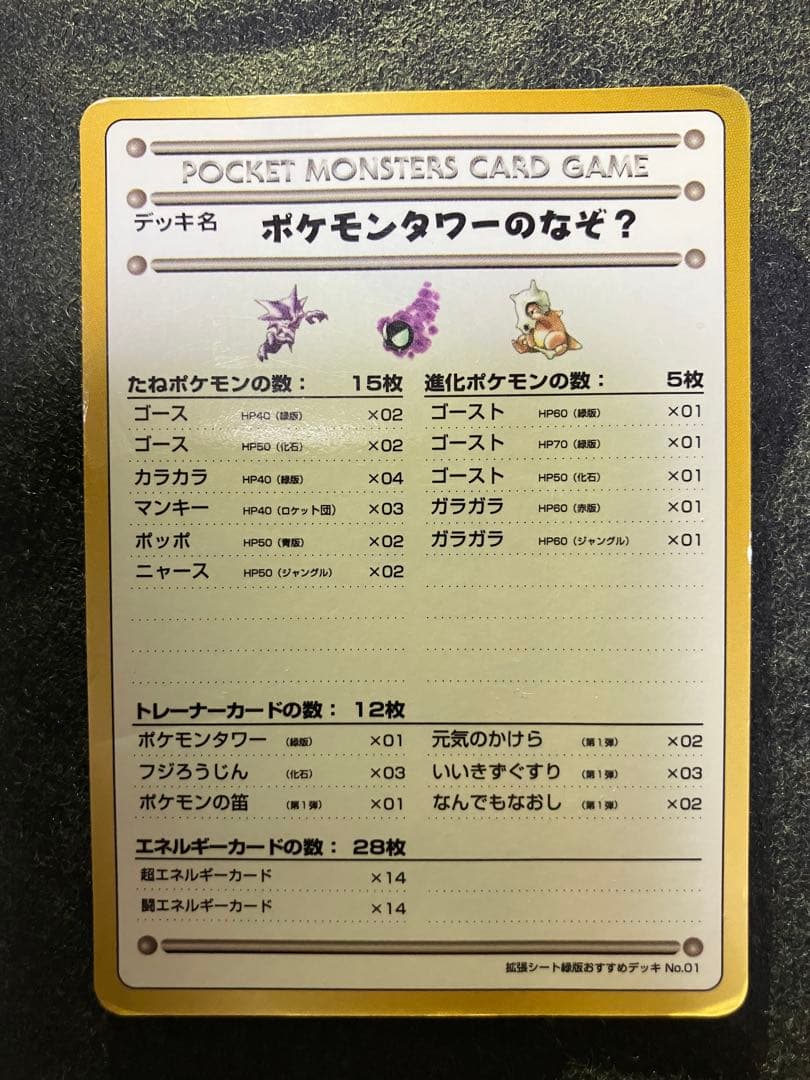 POCKET MONSTERS CARD GAME
デッキ名 ポケモンタワーのなぞ？
たねポケモンの数： 15枚
ゴース HP40（緑版） ×02
ゴース HP50（化石） ×02
カラカラ HP40（緑版） ×04
マンキー HP40（ロケット団） ×03
ポッポ HP50（青版） ×02
ニャース HP50（ジャングル） ×02
進化ポケモンの数： 5枚
ゴースト HP60（緑版） ×01
ゴースト HP70（緑版） ×01
ゴースト HP50（化石） ×01
ガラガラ HP60（赤版） ×01
ガラガラ HP60（ジャングル） ×01
トレーナーカードの数： 12枚
ポケモンタワー （緑版） ×01
フジろうじん （化石） ×03
ポケモンの笛 （第1弾） ×01
元気のかけら （第1弾） ×02
いいきずぐすり （第1弾） ×03
なんでもなおし （第1弾） ×02
エネルギーカードの数： 28枚
超エネルギーカード ×14
闘エネルギーカード ×14
拡張シート緑版おすすめデッキ No.01